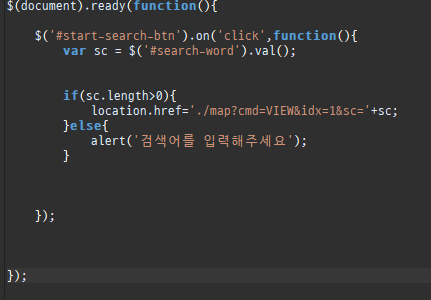 $(document).ready(function(){
$('#start-search-btn').on('click',function(){
var sc = $('#search-word').val();
if(sc.length>0){
location.href='./map?cmd=VIEW&idx=1&sc='+sc;
}else{
alert('검색어를 입력해주세요');
}
});
});